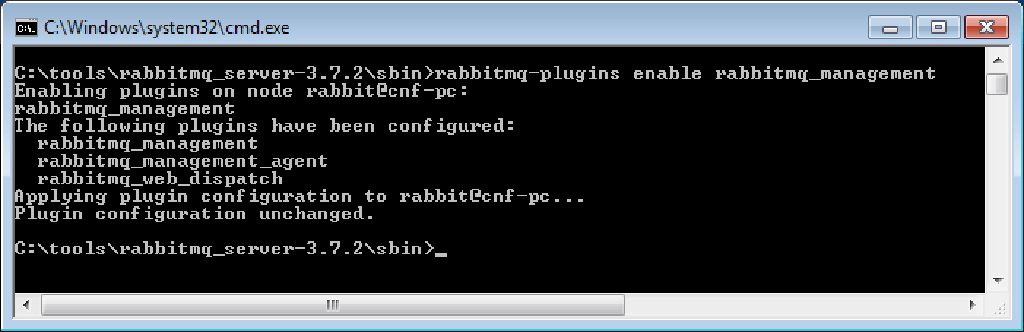 C:\Windows\system32\cmd.exe
C:\tools\rabbitmq_server-3.7.2\sbin>rabbitmq-plugins enable rabbitmq_management
Enabling plugins on node rabbit@cnf-pc:
rabbitmq_management
The following plugins have been configured:
  rabbitmq_management
  rabbitmq_management_agent
  rabbitmq_web_dispatch
Applying plugin configuration to rabbit@cnf-pc...
Plugin configuration unchanged.
C:\tools\rabbitmq_server-3.7.2\sbin>_